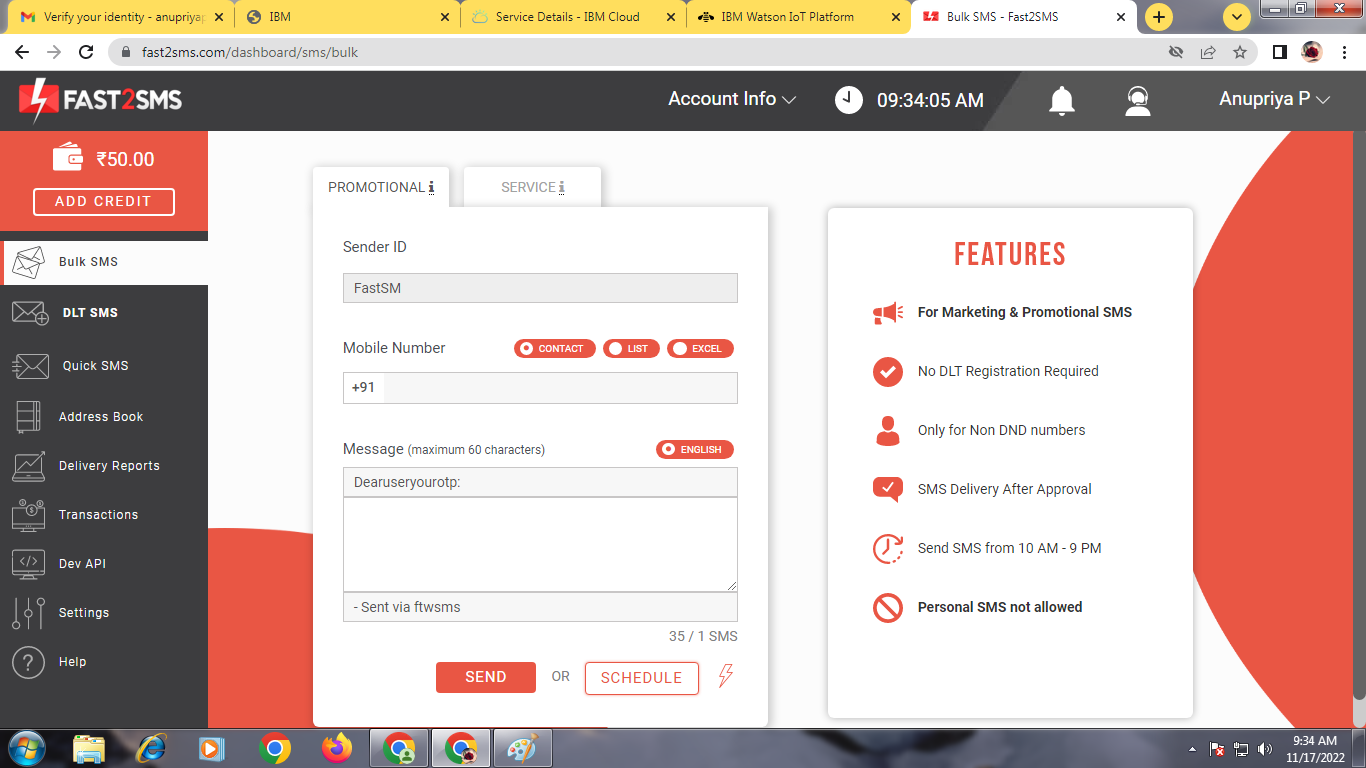 Verify your identity - anupriyap
IBM
Service Details - IBM Cloud
IBM Watson IoT Platform
Bulk SMS - Fast2SMS
fast2sms.com/dashboard/sms/bulk
FAST2SMS
Account Info
09:34:05 AM
Anupriya P
₹50.00
ADD CREDIT
Bulk SMS
DLT SMS
Quick SMS
Address Book
Delivery Reports
Transactions
Dev API
Settings
Help
PROMOTIONAL i
SERVICE i
Sender ID
FastSM
Mobile Number
CONTACT
LIST
EXCEL
+91
Message (maximum 60 characters)
ENGLISH
Dearuseryourotp:
- Sent via ftwsms
35 / 1 SMS
SEND
OR
SCHEDULE
FEATURES
For Marketing & Promotional SMS
No DLT Registration Required
Only for Non DND numbers
SMS Delivery After Approval
Send SMS from 10 AM - 9 PM
Personal SMS not allowed
9:34 AM
11/17/2022